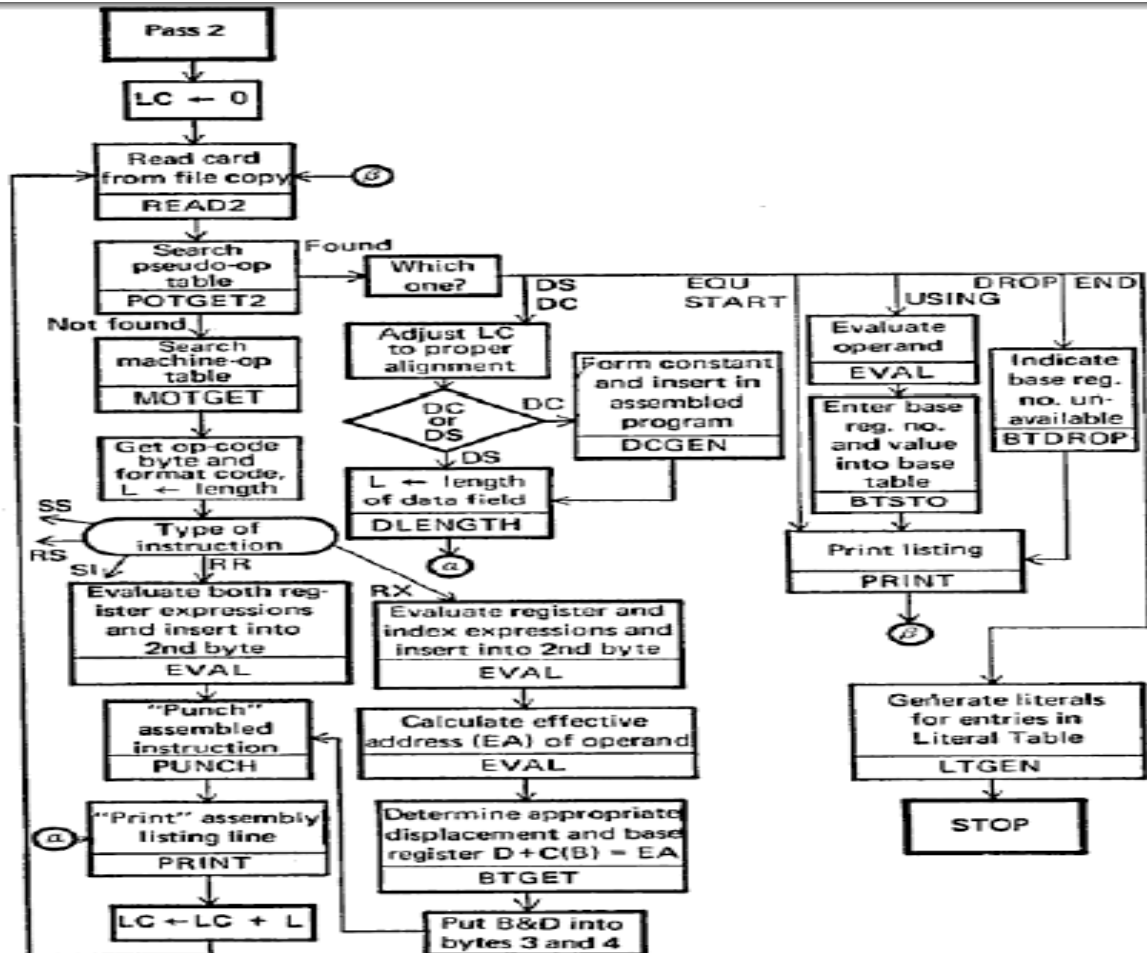 Pass 2
LC ← 0
Read card
from file copy
READ2
β
Search
pseudo-op
table
POTGET2
Found
Not found
Which
one?
DS
DC
EQU
START
USING
DROP
END
Search
machine-op
table
MOTGET
Adjust LC
to proper
alignment
DC
or
DS
DC
DS
Form constant
and insert in
assembled
program
DCGEN
L ← length
of data field
DLENGTH
α
Evaluate
operand
EVAL
Enter base
reg. no.
and value
into base
table
BTSTO
Indicate
base reg.
no. un-
available
BTDROP
Print listing
PRINT
β
Generate literals
for entries in
Literal Table
LTGEN
STOP
Get op-code
byte and
format code,
L ← length
Type of
instruction
SS
RS
SI
RR
RX
Evaluate both reg-
ister expressions
and insert into
2nd byte
EVAL
Evaluate register and
index expressions and
insert into 2nd byte
EVAL
Calculate effective
address (EA) of operand
EVAL
Determine appropriate
displacement and base
register D + C(B) = EA
BTGET
Put B&D into
bytes 3 and 4
"Punch"
assembled
instruction
PUNCH
α
"Print" assembly
listing line
PRINT
LC ← LC + L